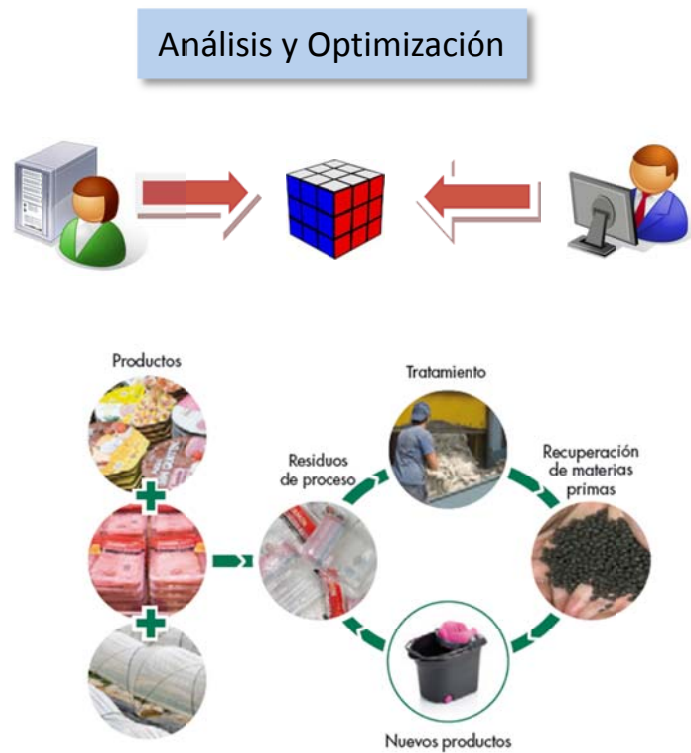 Análisis y Optimización
Productos
Tratamiento
Residuos
de proceso
Recuperación
de materias
primas
Nuevos productos